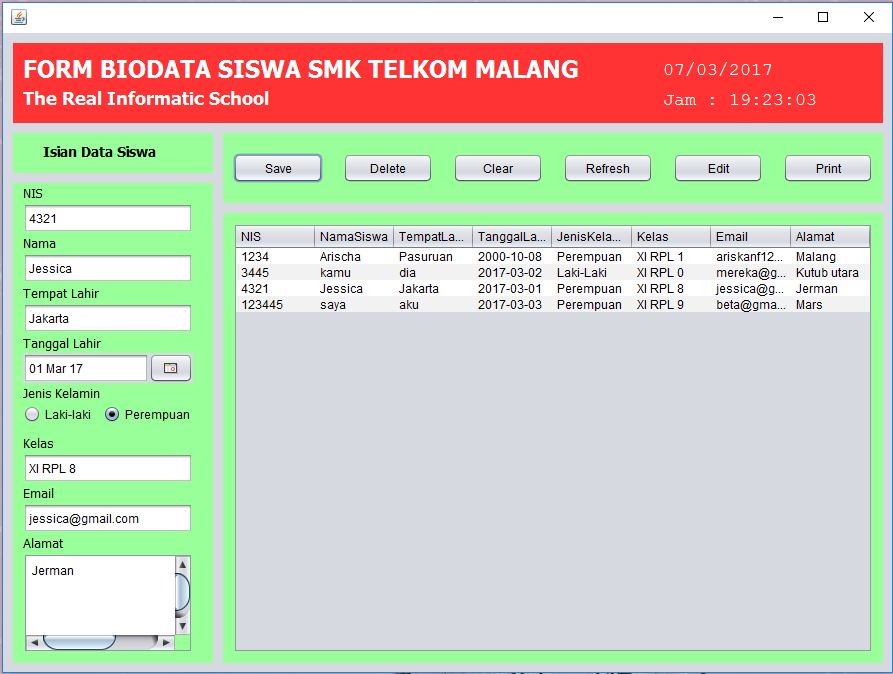 FORM BIODATA SISWA SMK TELKOM MALANG
07/03/2017
The Real Informatic School
Jam : 19:23:03
Isian Data Siswa
Save Delete Clear Refresh Edit Print
NIS
4321
Nama
Jessica
Tempat Lahir
Jakarta
Tanggal Lahir
01 Mar 17
Jenis Kelamin
Laki-laki Perempuan
Kelas
XI RPL 8
Email
jessica@gmail.com
Alamat
Jerman
NIS NamaSiswa TempatLa... TanggalLa... JenisKela... Kelas Email Alamat
1234 Arischa Pasuruan 2000-10-08 Perempuan XI RPL 1 ariskanf12... Malang
3445 kamu dia 2017-03-02 Laki-Laki XI RPL 0 mereka@g... Kutub utara
4321 Jessica Jakarta 2017-03-01 Perempuan XI RPL 8 jessica@g... Jerman
123445 saya aku 2017-03-03 Perempuan XI RPL 9 beta@gma... Mars